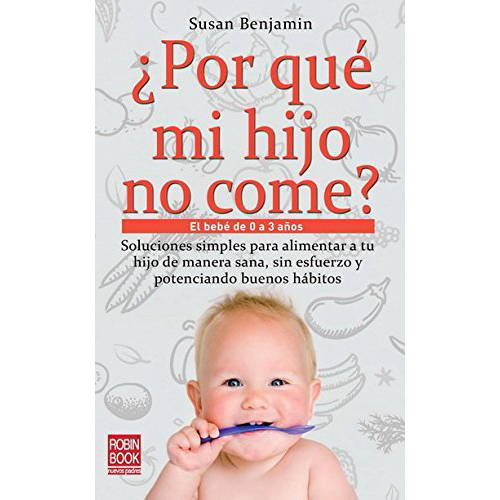 Susan Benjamin
¿Por qué
mi hijo
no come?
El bebé de 0 a 3 años
Soluciones simples para alimentar a tu
hijo de manera sana, sin esfuerzo y
potenciando buenos hábitos
ROBIN
BOOK
nuevos padres